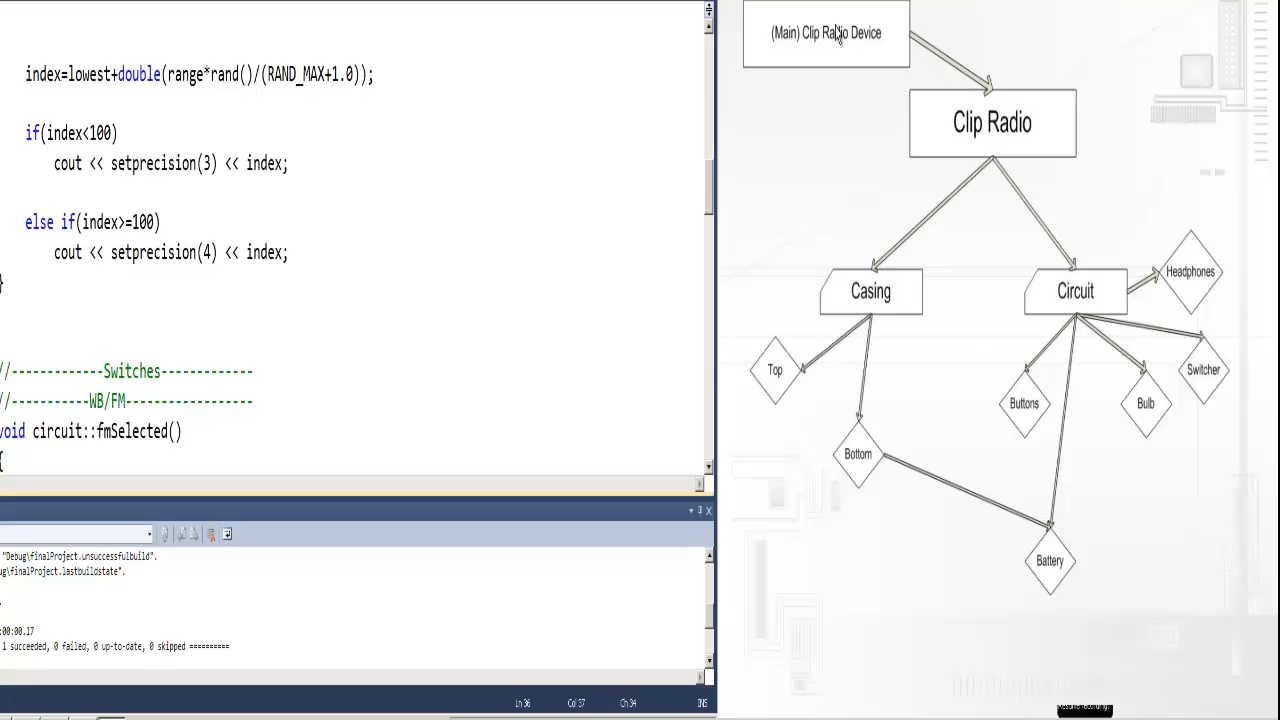 index=lowest+double(range*rand()/(RAND_MAX+1.0));
if(index<100)
cout << setprecision(3) << index;
else if(index>=100)
cout << setprecision(4) << index;
}
//-------------Switches-------------
//-----------WB/FM------------------
void circuit::fmSelected()
{
"Debug\finalProject.unsuccessfulbuild".
ug\finalProject.lastbuildstate".
:00:00.17
1 succeeded, 0 failed, 0 up-to-date, 0 skipped ==========
Ln 36 Col 37 Ch 34 INS
(Main) Clip Radio Device
Clip Radio
Casing
Circuit
Headphones
Top
Buttons
Bulb
Switcher
Bottom
Battery
Resume recording.